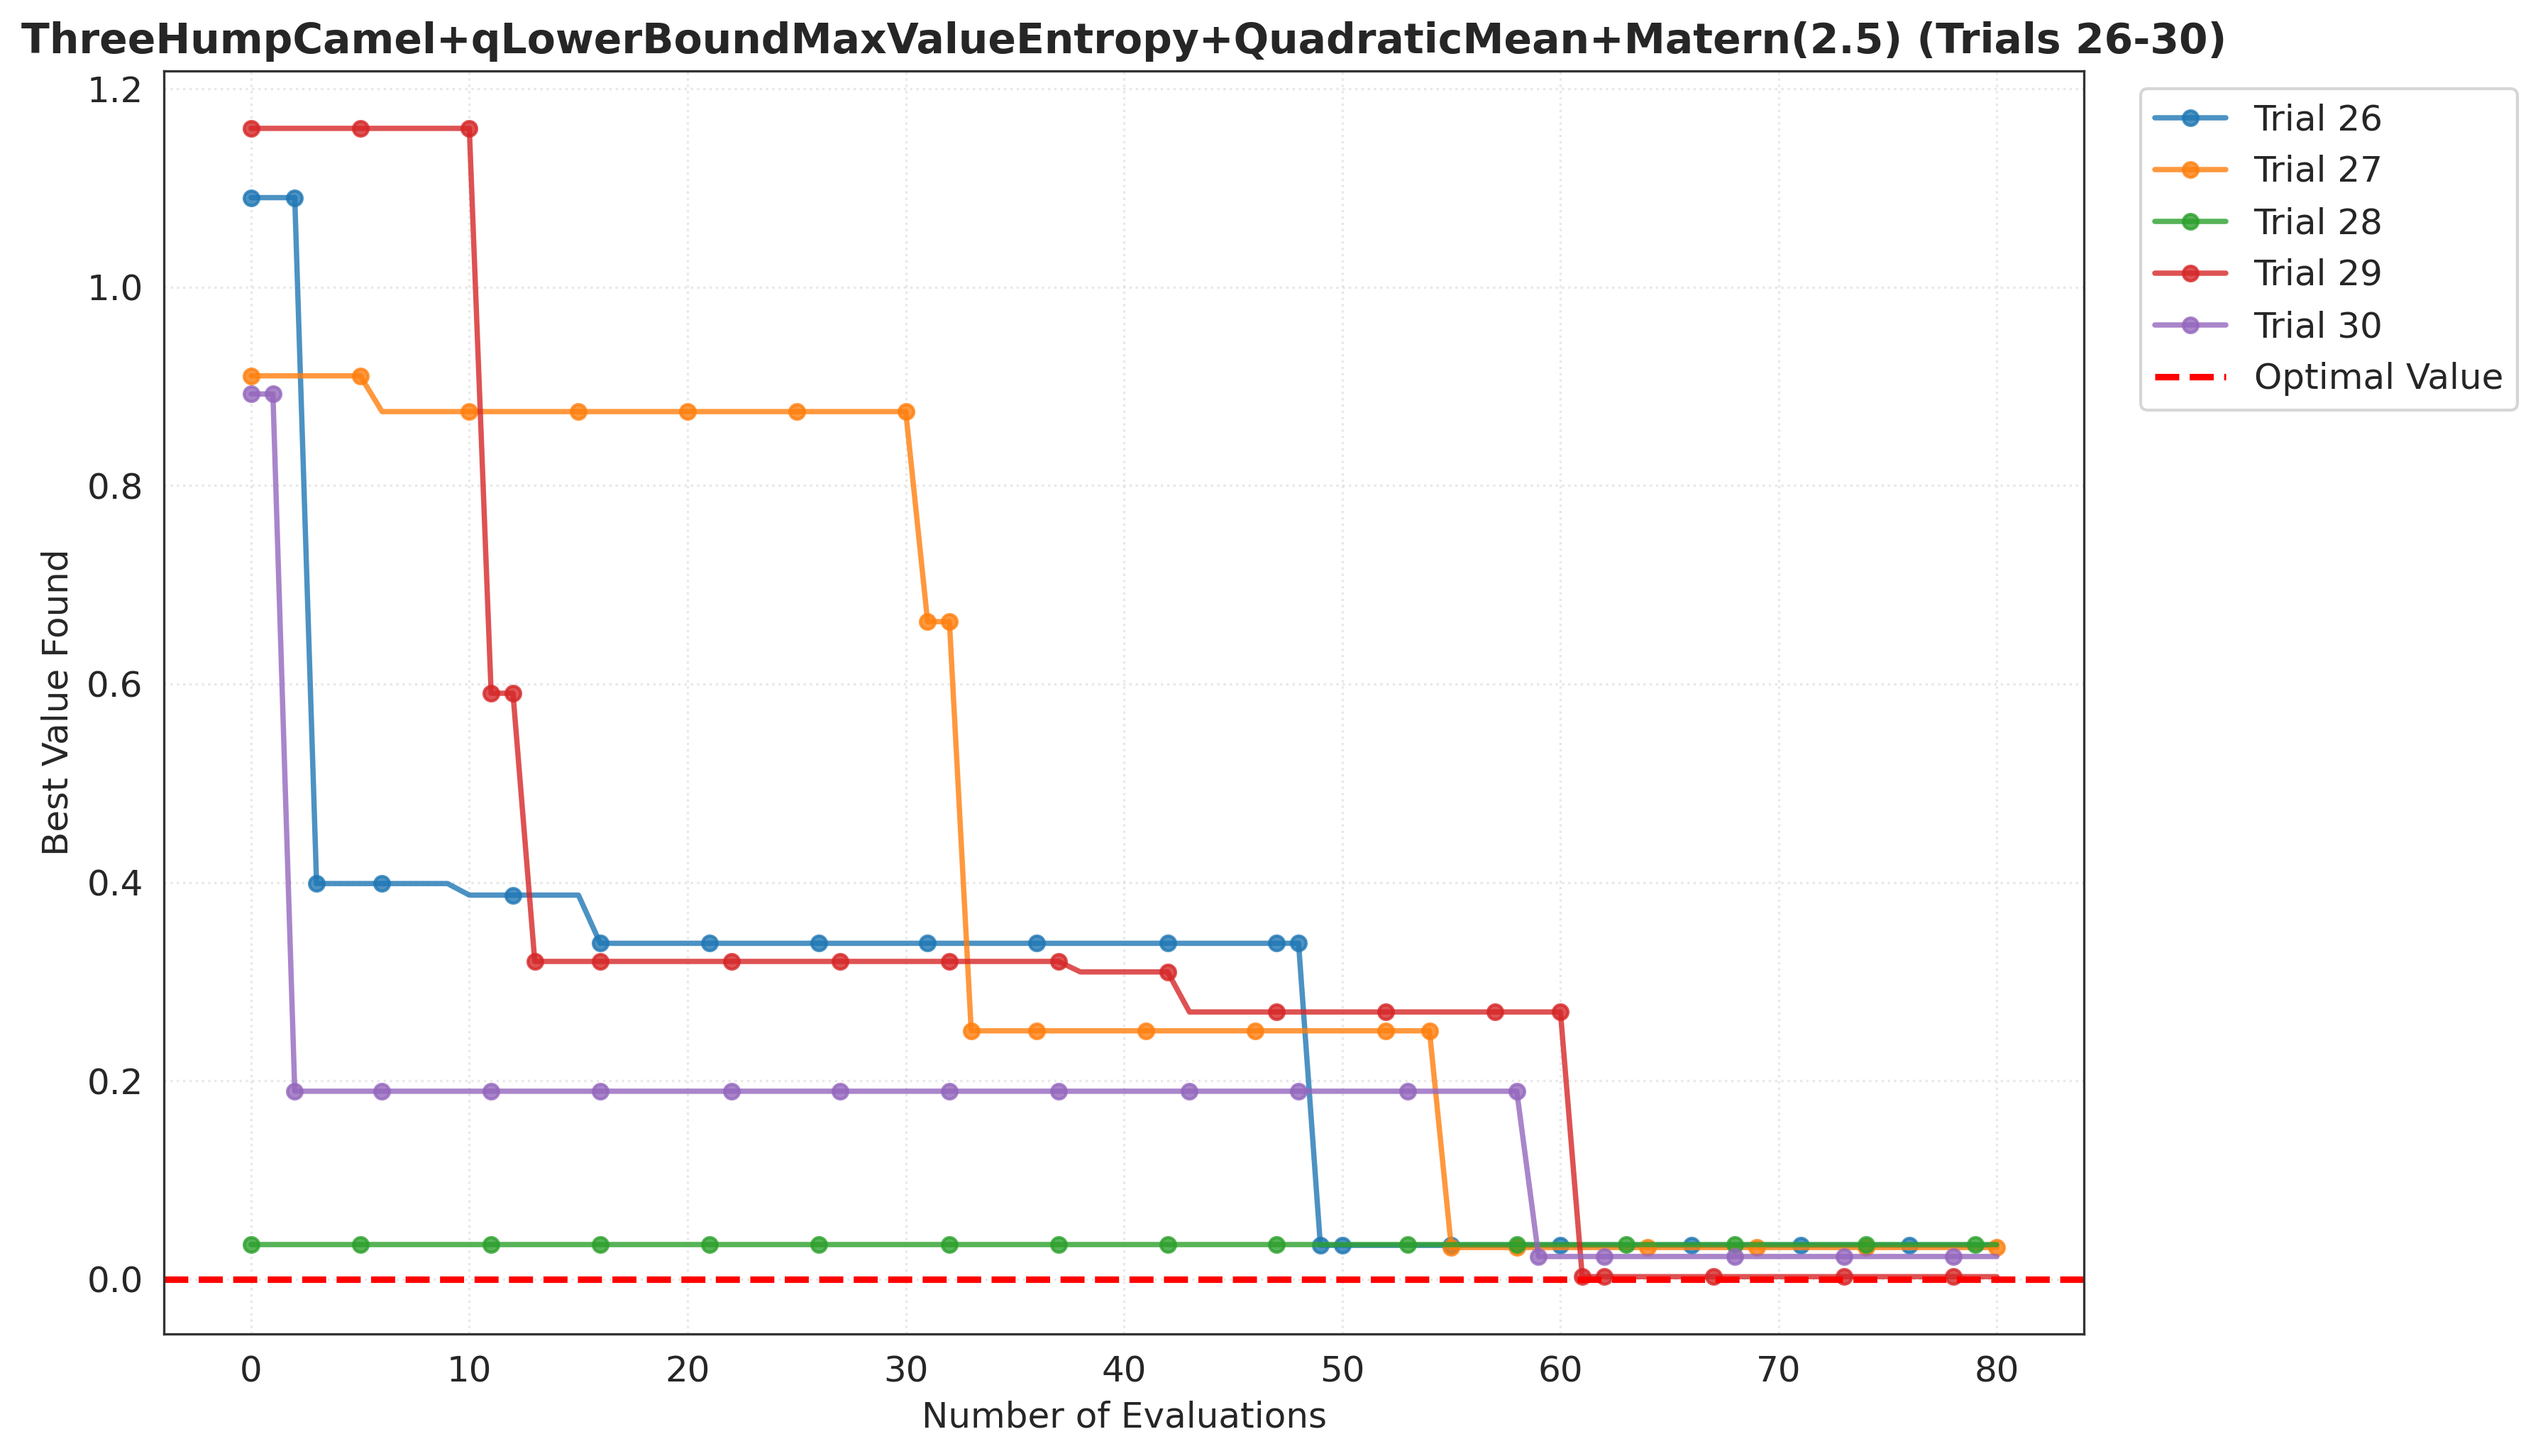 ThreeHumpCamel+qLowerBoundMaxValueEntropy+QuadraticMean+Matern(2.5) (Trials 26-30)
Best Value Found
1.2
1.0
0.8
0.6
0.4
0.2
0.0
0 10 20 30 40 50 60 70 80
Number of Evaluations
Trial 26
Trial 27
Trial 28
Trial 29
Trial 30
Optimal Value